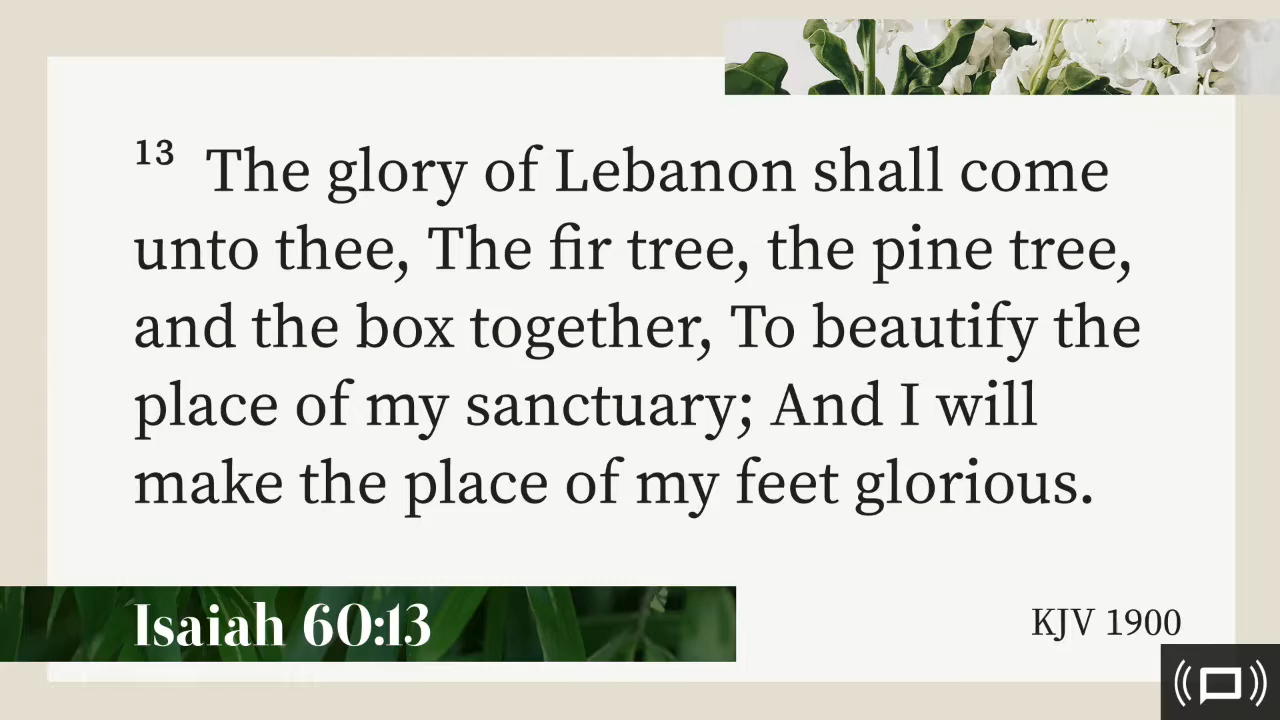 13 The glory of Lebanon shall come
unto thee, The fir tree, the pine tree,
and the box together, To beautify the
place of my sanctuary; And I will
make the place of my feet glorious.
Isaiah 60:13
KJV 1900